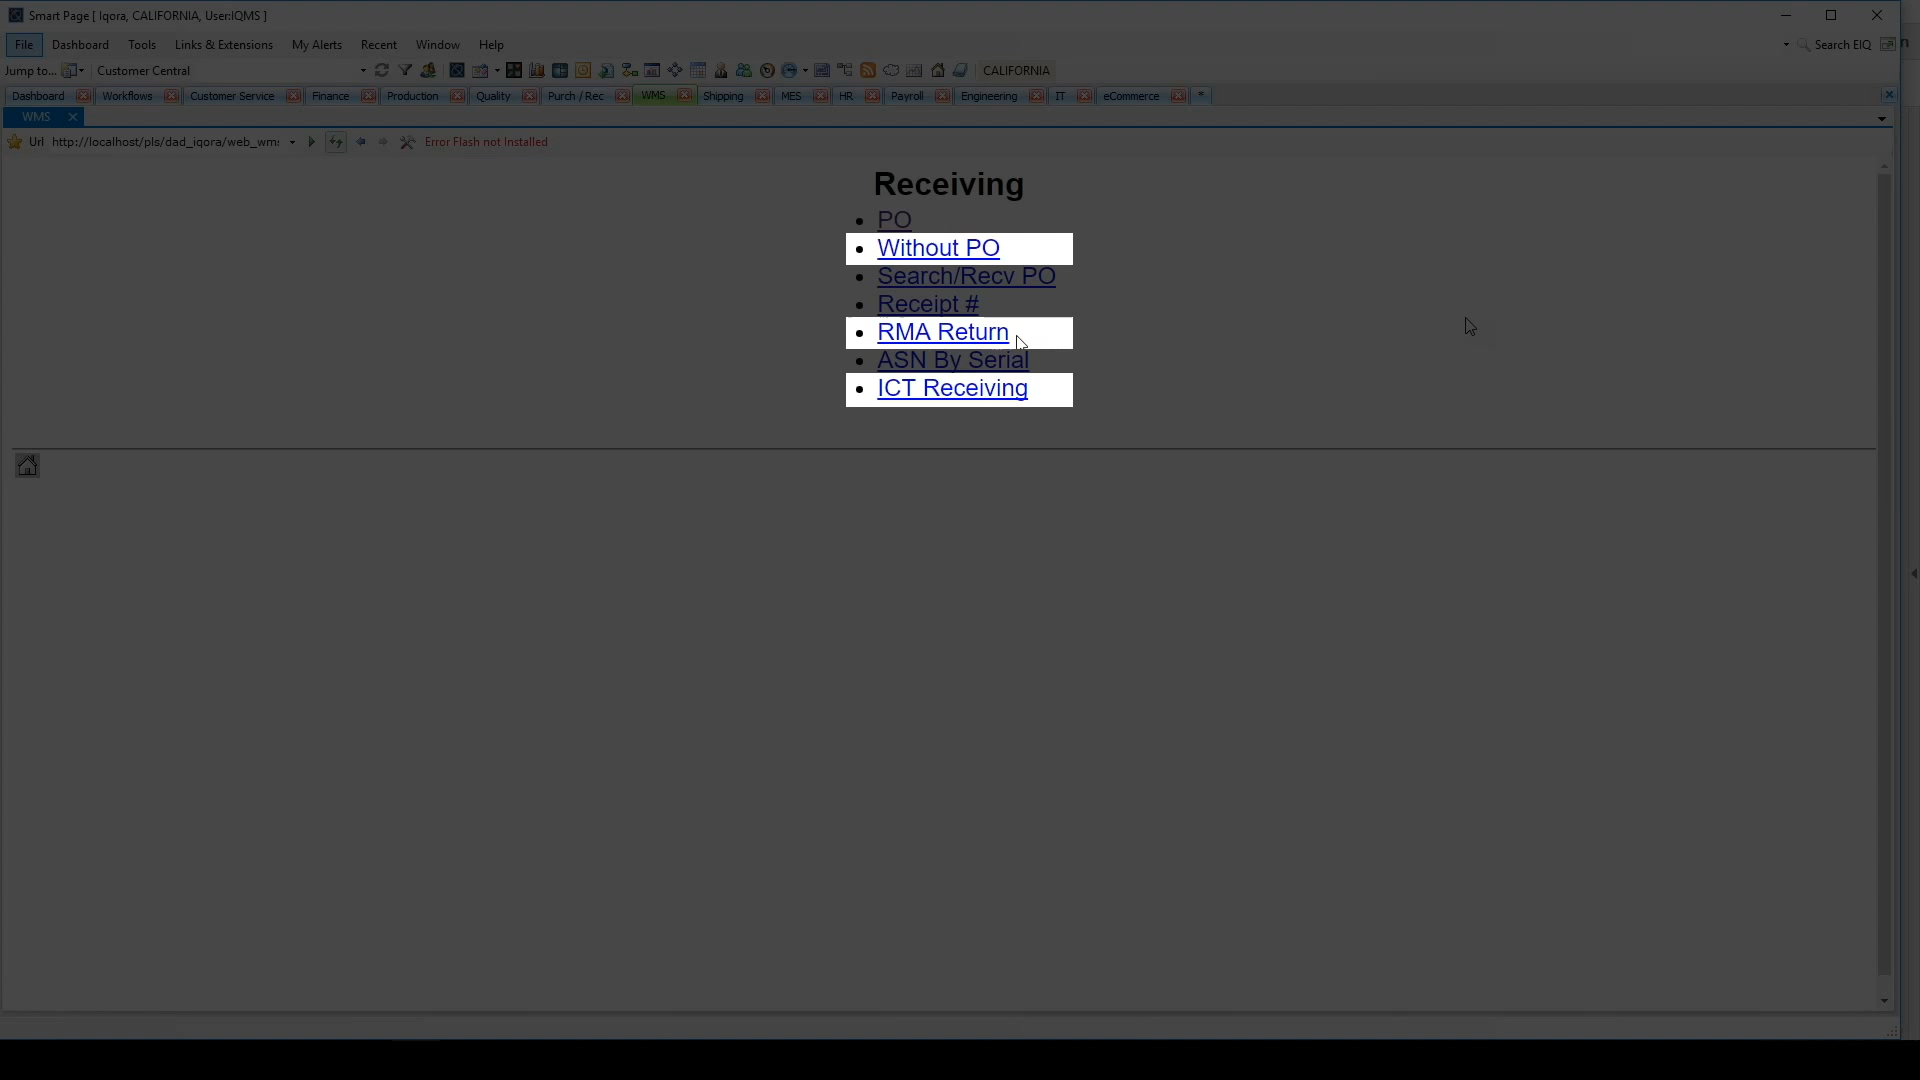 Smart Page [ Iqora, CALIFORNIA, User:IQMS ]
File Dashboard Tools Links & Extensions My Alerts Recent Window Help Search EIQ
Jump to... Customer Central CALIFORNIA
Dashboard Workflows Customer Service Finance Production Quality Purch / Rec WMS Shipping MES HR Payroll Engineering IT eCommerce *
WMS
Url http://localhost/pls/dad_iqora/web_wm: Error Flash not Installed
Receiving
• PO
• Without PO
• Search/Recv PO
• Receipt #
• RMA Return
• ASN By Serial
• ICT Receiving